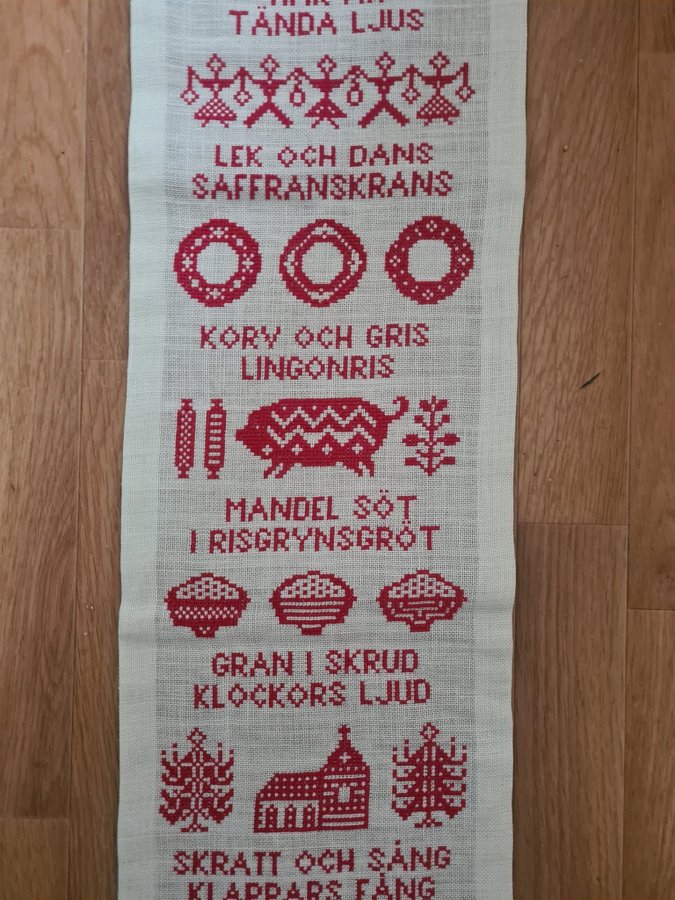 TÄNDA LJUS
LEK OCH DANS
SAFFRANSKRANS
KORV OCH GRIS
LINGONRIS
MANDEL SÖT
I RISGRYNSGRÖT
GRAN I SKRUD
KLOCKORS LJUD
SKRATT OCH SÅNG
KLAPPARS FÅNG